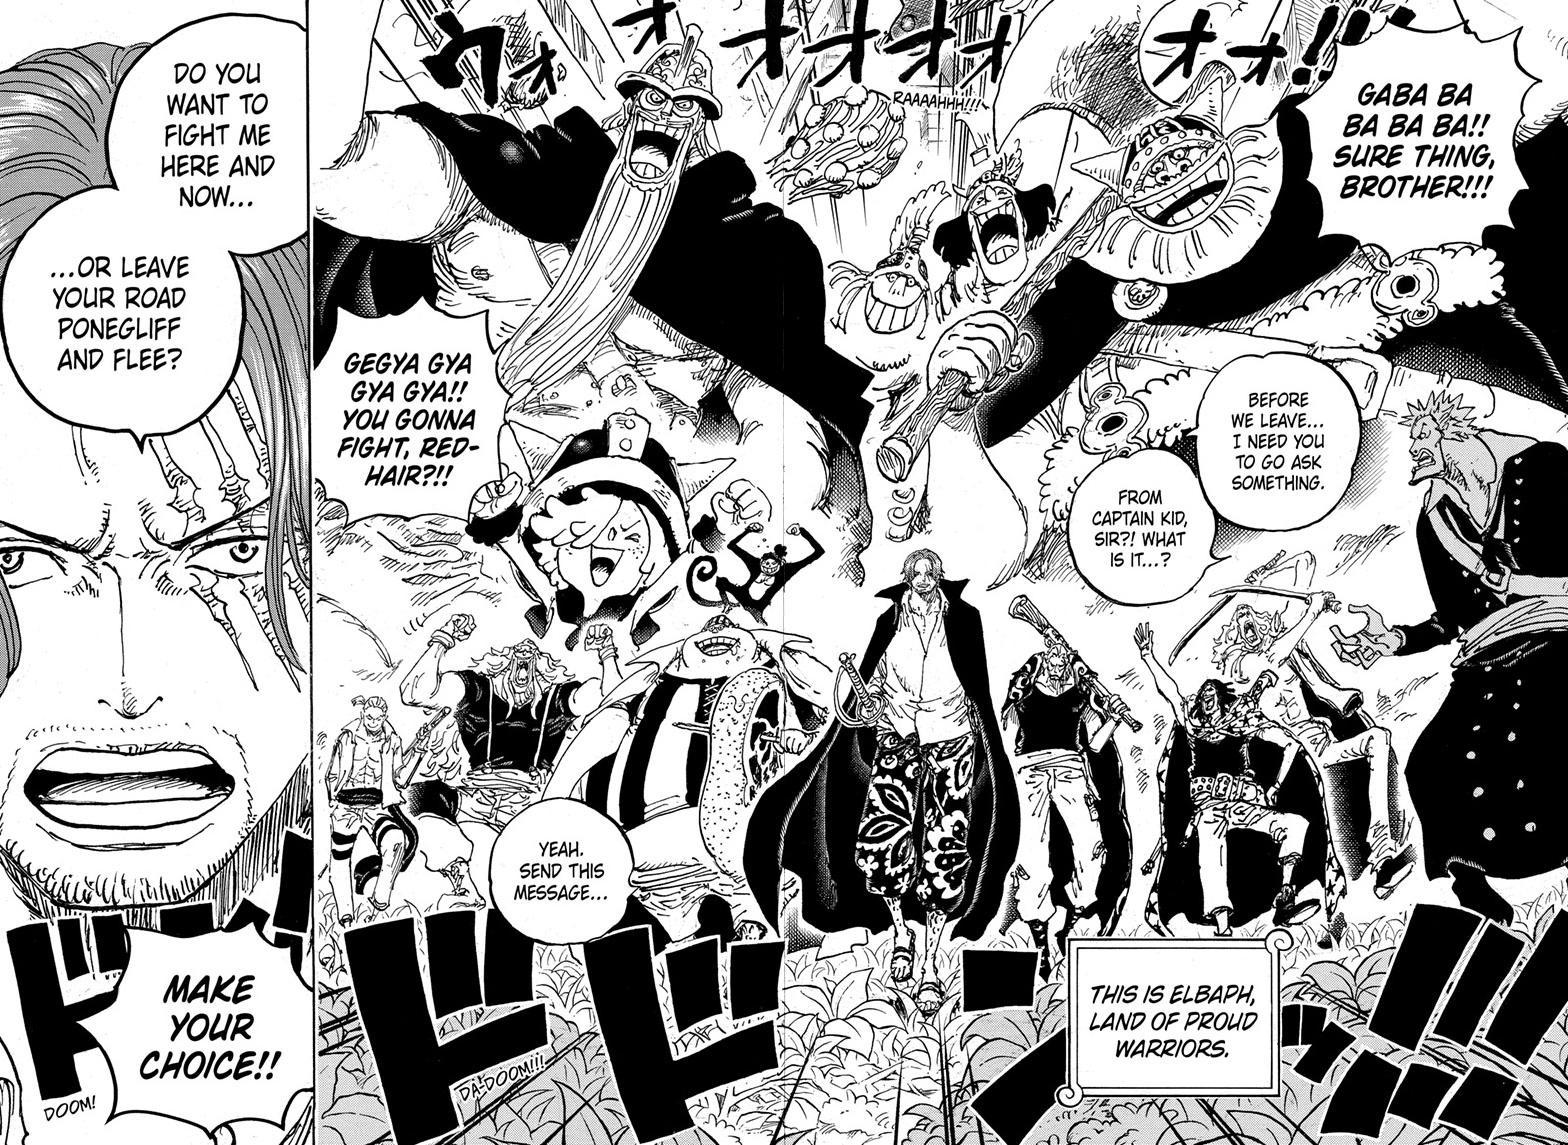 GABA BA
BA BA BA!!
SURE THING,
BROTHER!!!
RAAAAHHH!!!
ウォオオオオオオオ!!
BEFORE
WE LEAVE...
I NEED YOU
TO GO ASK
SOMETHING.
FROM
CAPTAIN KID,
SIR?! WHAT
IS IT...?
GEGYA GYA
GYA GYA!!
YOU GONNA
FIGHT, RED-
HAIR?!!
YEAH.
SEND THIS
MESSAGE...
THIS IS ELBAPH,
LAND OF PROUD
WARRIORS.
ドドン!!!
DA-DOOM!!!
DO YOU
WANT TO
FIGHT ME
HERE AND
NOW...
...OR LEAVE
YOUR ROAD
PONEGLIFF
AND FLEE?
MAKE
YOUR
CHOICE!!
ド
DOOM!